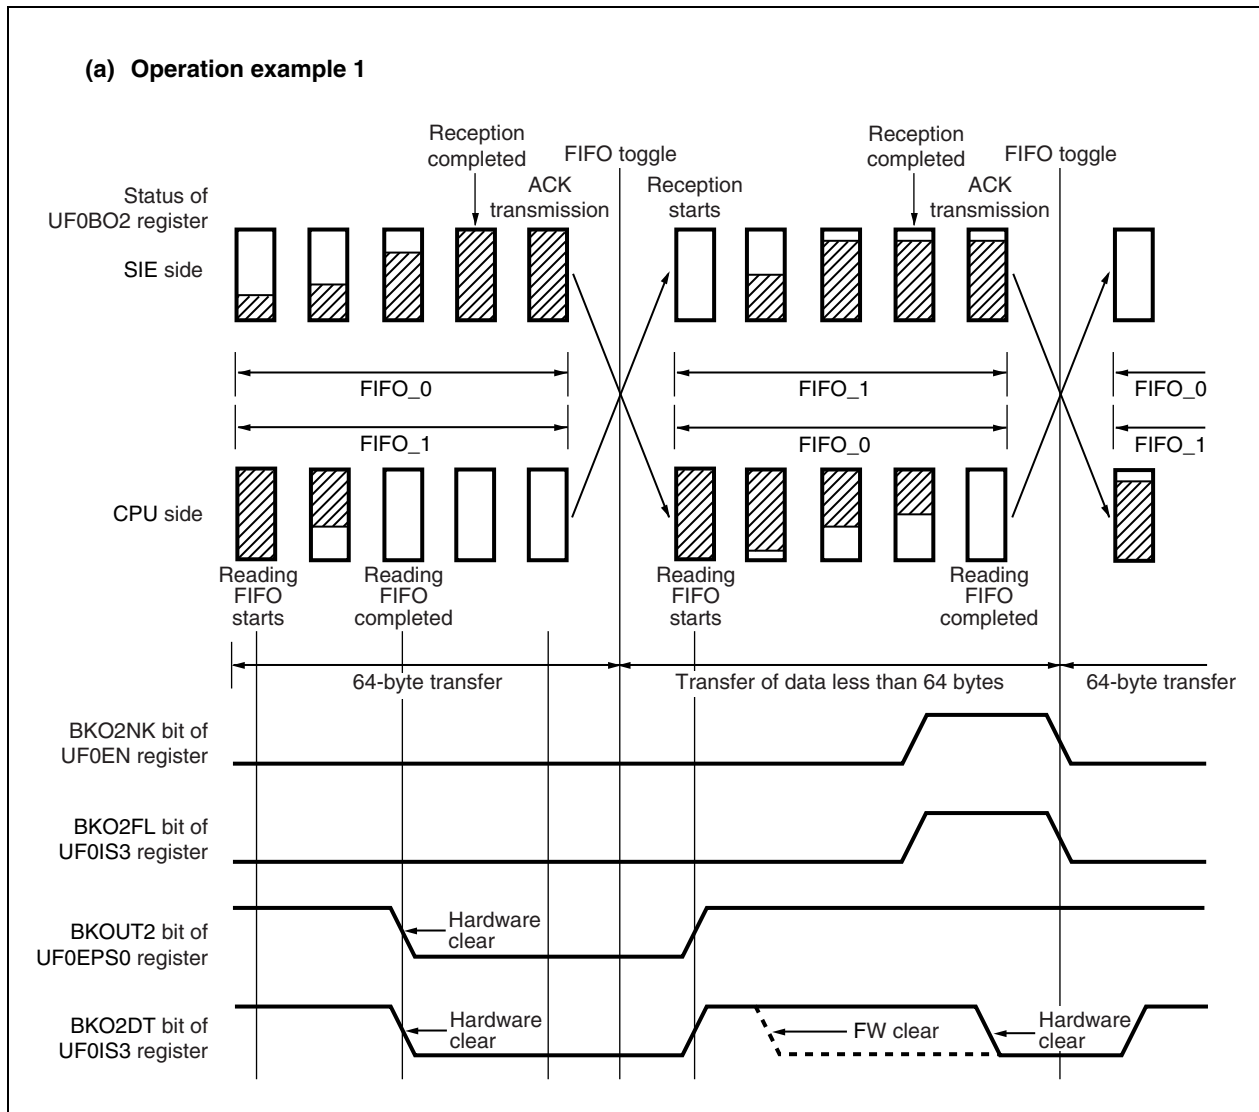 (a) Operation example 1
Reception
completed
FIFO toggle
Reception
completed
FIFO toggle
Status of
UF0BO2 register
ACK
transmission
Reception
starts
ACK
transmission
SIE side
FIFO_0
FIFO_1
FIFO_0
FIFO_1
FIFO_0
FIFO_1
CPU side
Reading
FIFO
starts
Reading
FIFO
completed
Reading
FIFO
starts
Reading
FIFO
completed
64-byte transfer
Transfer of data less than 64 bytes
64-byte transfer
BKO2NK bit of
UF0EN register
BKO2FL bit of
UF0IS3 register
BKOUT2 bit of
UF0EPS0 register
Hardware
clear
BKO2DT bit of
UF0IS3 register
Hardware
clear
FW clear
Hardware
clear